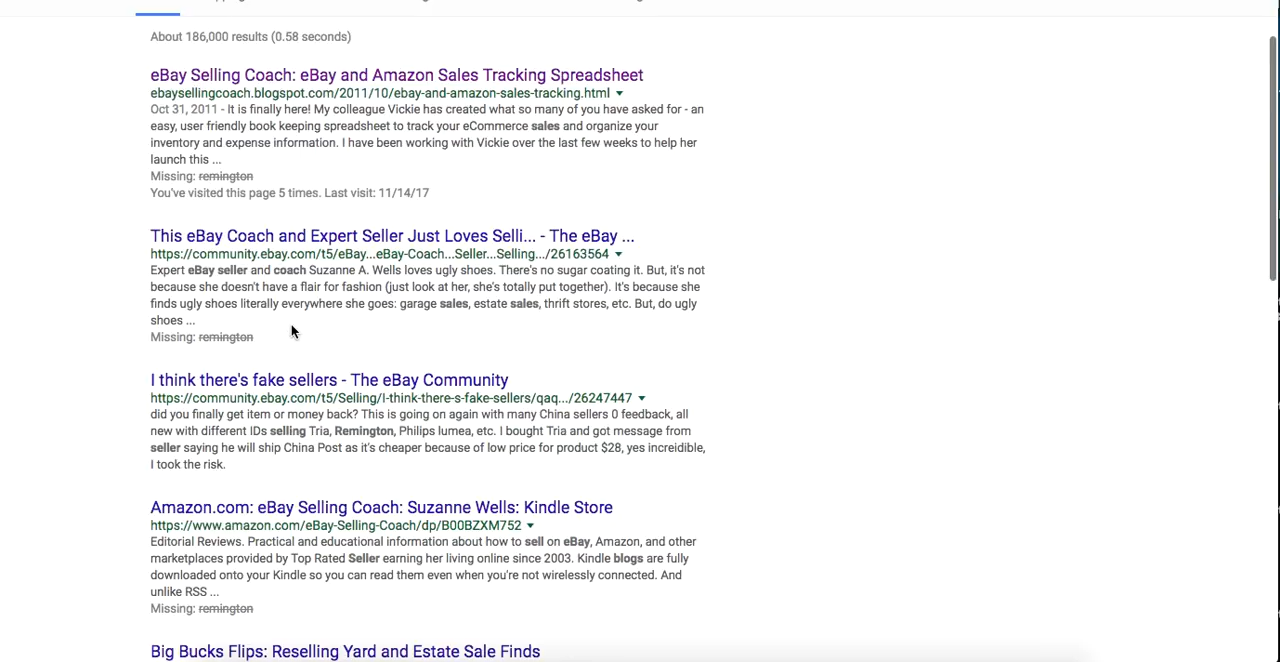 About 186,000 results (0.58 seconds)
eBay Selling Coach: eBay and Amazon Sales Tracking Spreadsheet
ebaysellingcoach.blogspot.com/2011/10/ebay-and-amazon-sales-tracking.html
Oct 31, 2011 - It is finally here! My colleague Vickie has created what so many of you have asked for - an
easy, user friendly book keeping spreadsheet to track your eCommerce sales and organize your
inventory and expense information. I have been working with Vickie over the last few weeks to help her
launch this ...
Missing: remington
You've visited this page 5 times. Last visit: 11/14/17
This eBay Coach and Expert Seller Just Loves Selli... - The eBay ...
https://community.ebay.com/t5/eBay...eBay-Coach...Seller...Selling.../26163564
Expert eBay seller and coach Suzanne A. Wells loves ugly shoes. There's no sugar coating it. But, it's not
because she doesn't have a flair for fashion (just look at her, she's totally put together). It's because she
finds ugly shoes literally everywhere she goes: garage sales, estate sales, thrift stores, etc. But, do ugly
shoes ...
Missing: remington
I think there's fake sellers - The eBay Community
https://community.ebay.com/t5/Selling/I-think-there-s-fake-sellers/qaq.../26247447
did you finally get item or money back? This is going on again with many China sellers 0 feedback, all
new with different IDs selling Tria, Remington, Philips lumea, etc. I bought Tria and got message from
seller saying he will ship China Post as it's cheaper because of low price for product $28, yes increidible,
I took the risk.
Amazon.com: eBay Selling Coach: Suzanne Wells: Kindle Store
https://www.amazon.com/eBay-Selling-Coach/dp/B00BZXM752
Editorial Reviews. Practical and educational information about how to sell on eBay, Amazon, and other
marketplaces provided by Top Rated Seller earning her living online since 2003. Kindle blogs are fully
downloaded onto your Kindle so you can read them even when you're not wirelessly connected. And
unlike RSS ...
Missing: remington
Big Bucks Flips: Reselling Yard and Estate Sale Finds